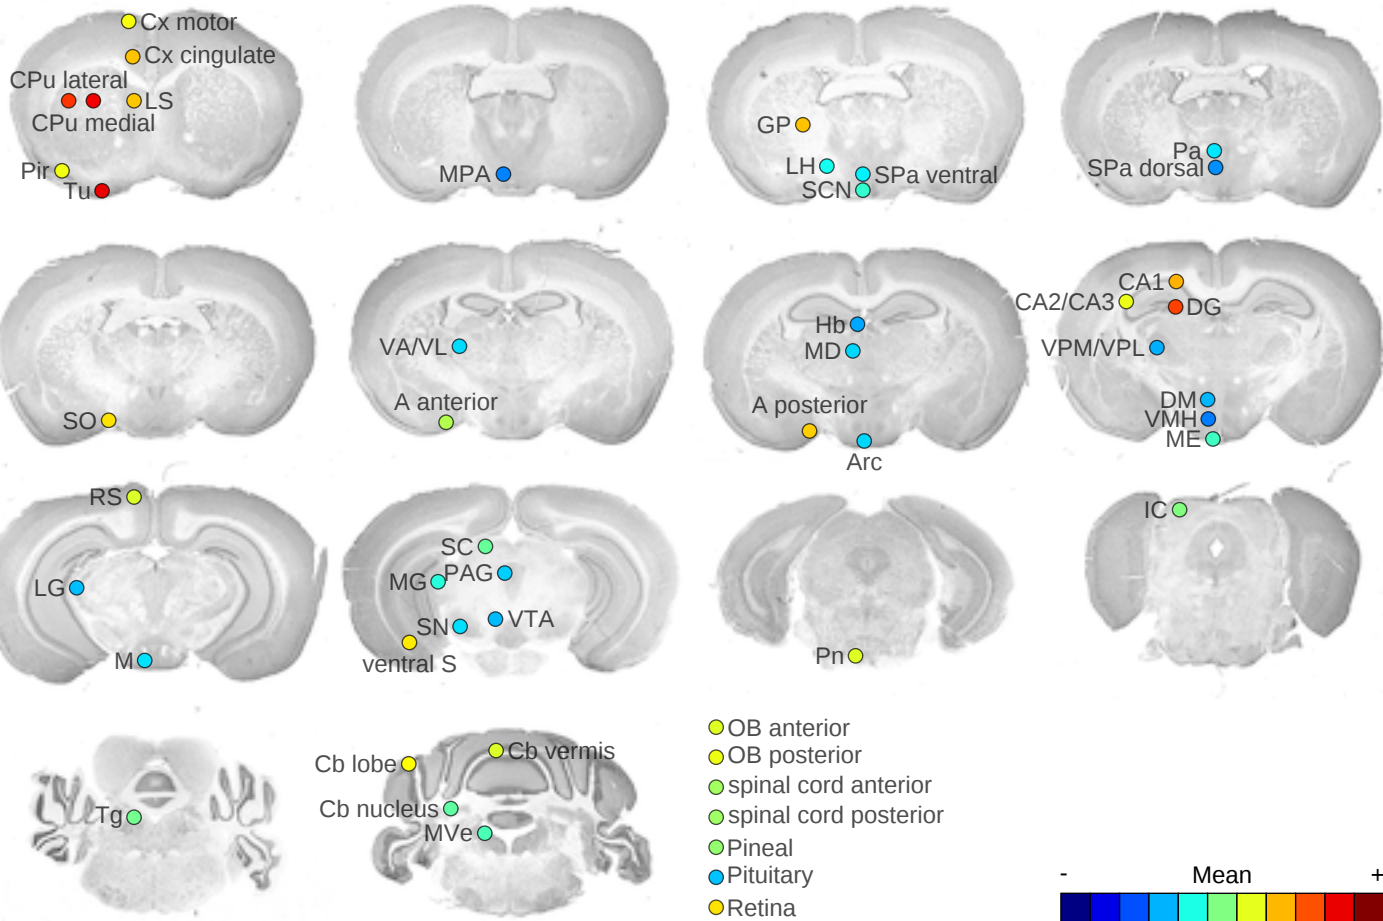 Cx motor
Cx cingulate
CPu lateral
LS
CPu medial
Pir
Tu
MPA
GP
LH
SPa ventral
SCN
Pa
SPa dorsal
SO
VA/VL
A anterior
Hb
MD
A posterior
Arc
CA1
CA2/CA3
DG
VPM/VPL
DM
VMH
ME
RS
LG
M
SC
MG
PAG
SN
VTA
ventral S
Pn
IC
Tg
Cb lobe
Cb vermis
Cb nucleus
MVe
OB anterior
OB posterior
spinal cord anterior
spinal cord posterior
Pineal
Pituitary
Retina
- Mean +